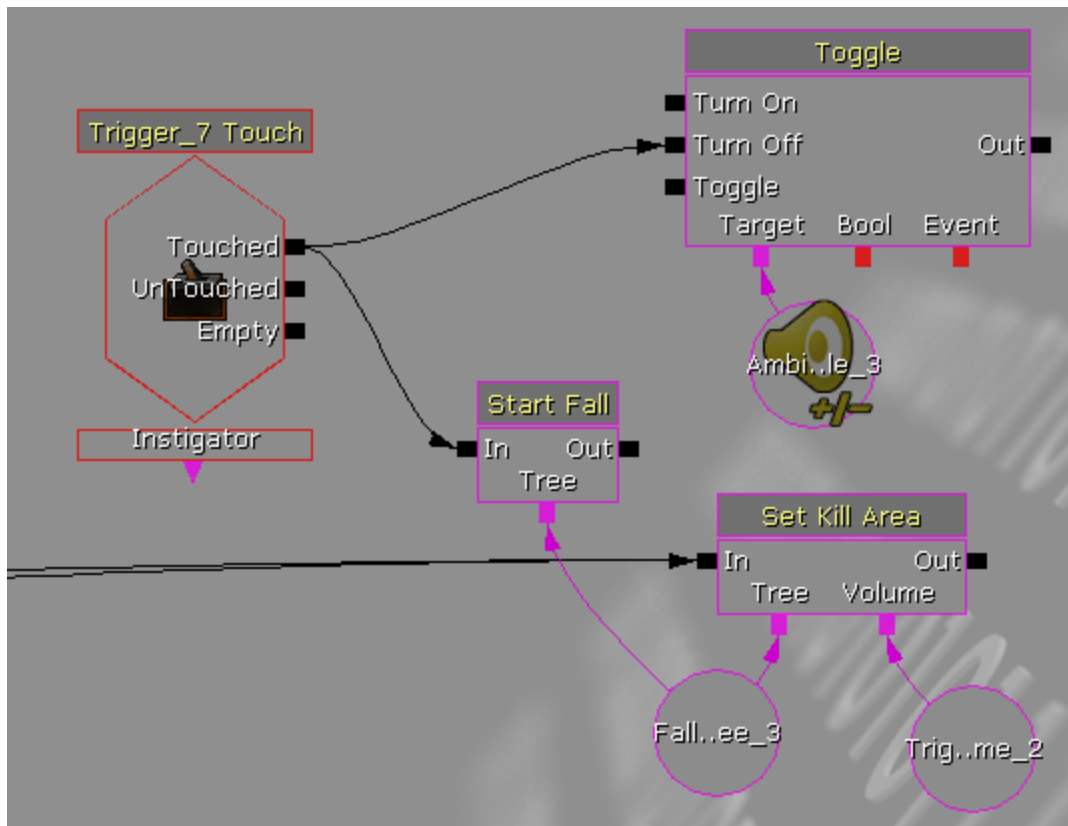 Toggle
Turn On
Turn Off
Out
Toggle
Target Bool Event
Trigger_7 Touch
Touched
UnTouched
Empty
Instigator
Ambi..le_3
+/-
Start Fall
In Out
Tree
Set Kill Area
In Out
Tree Volume
Fall..ee_3
Trig..me_2